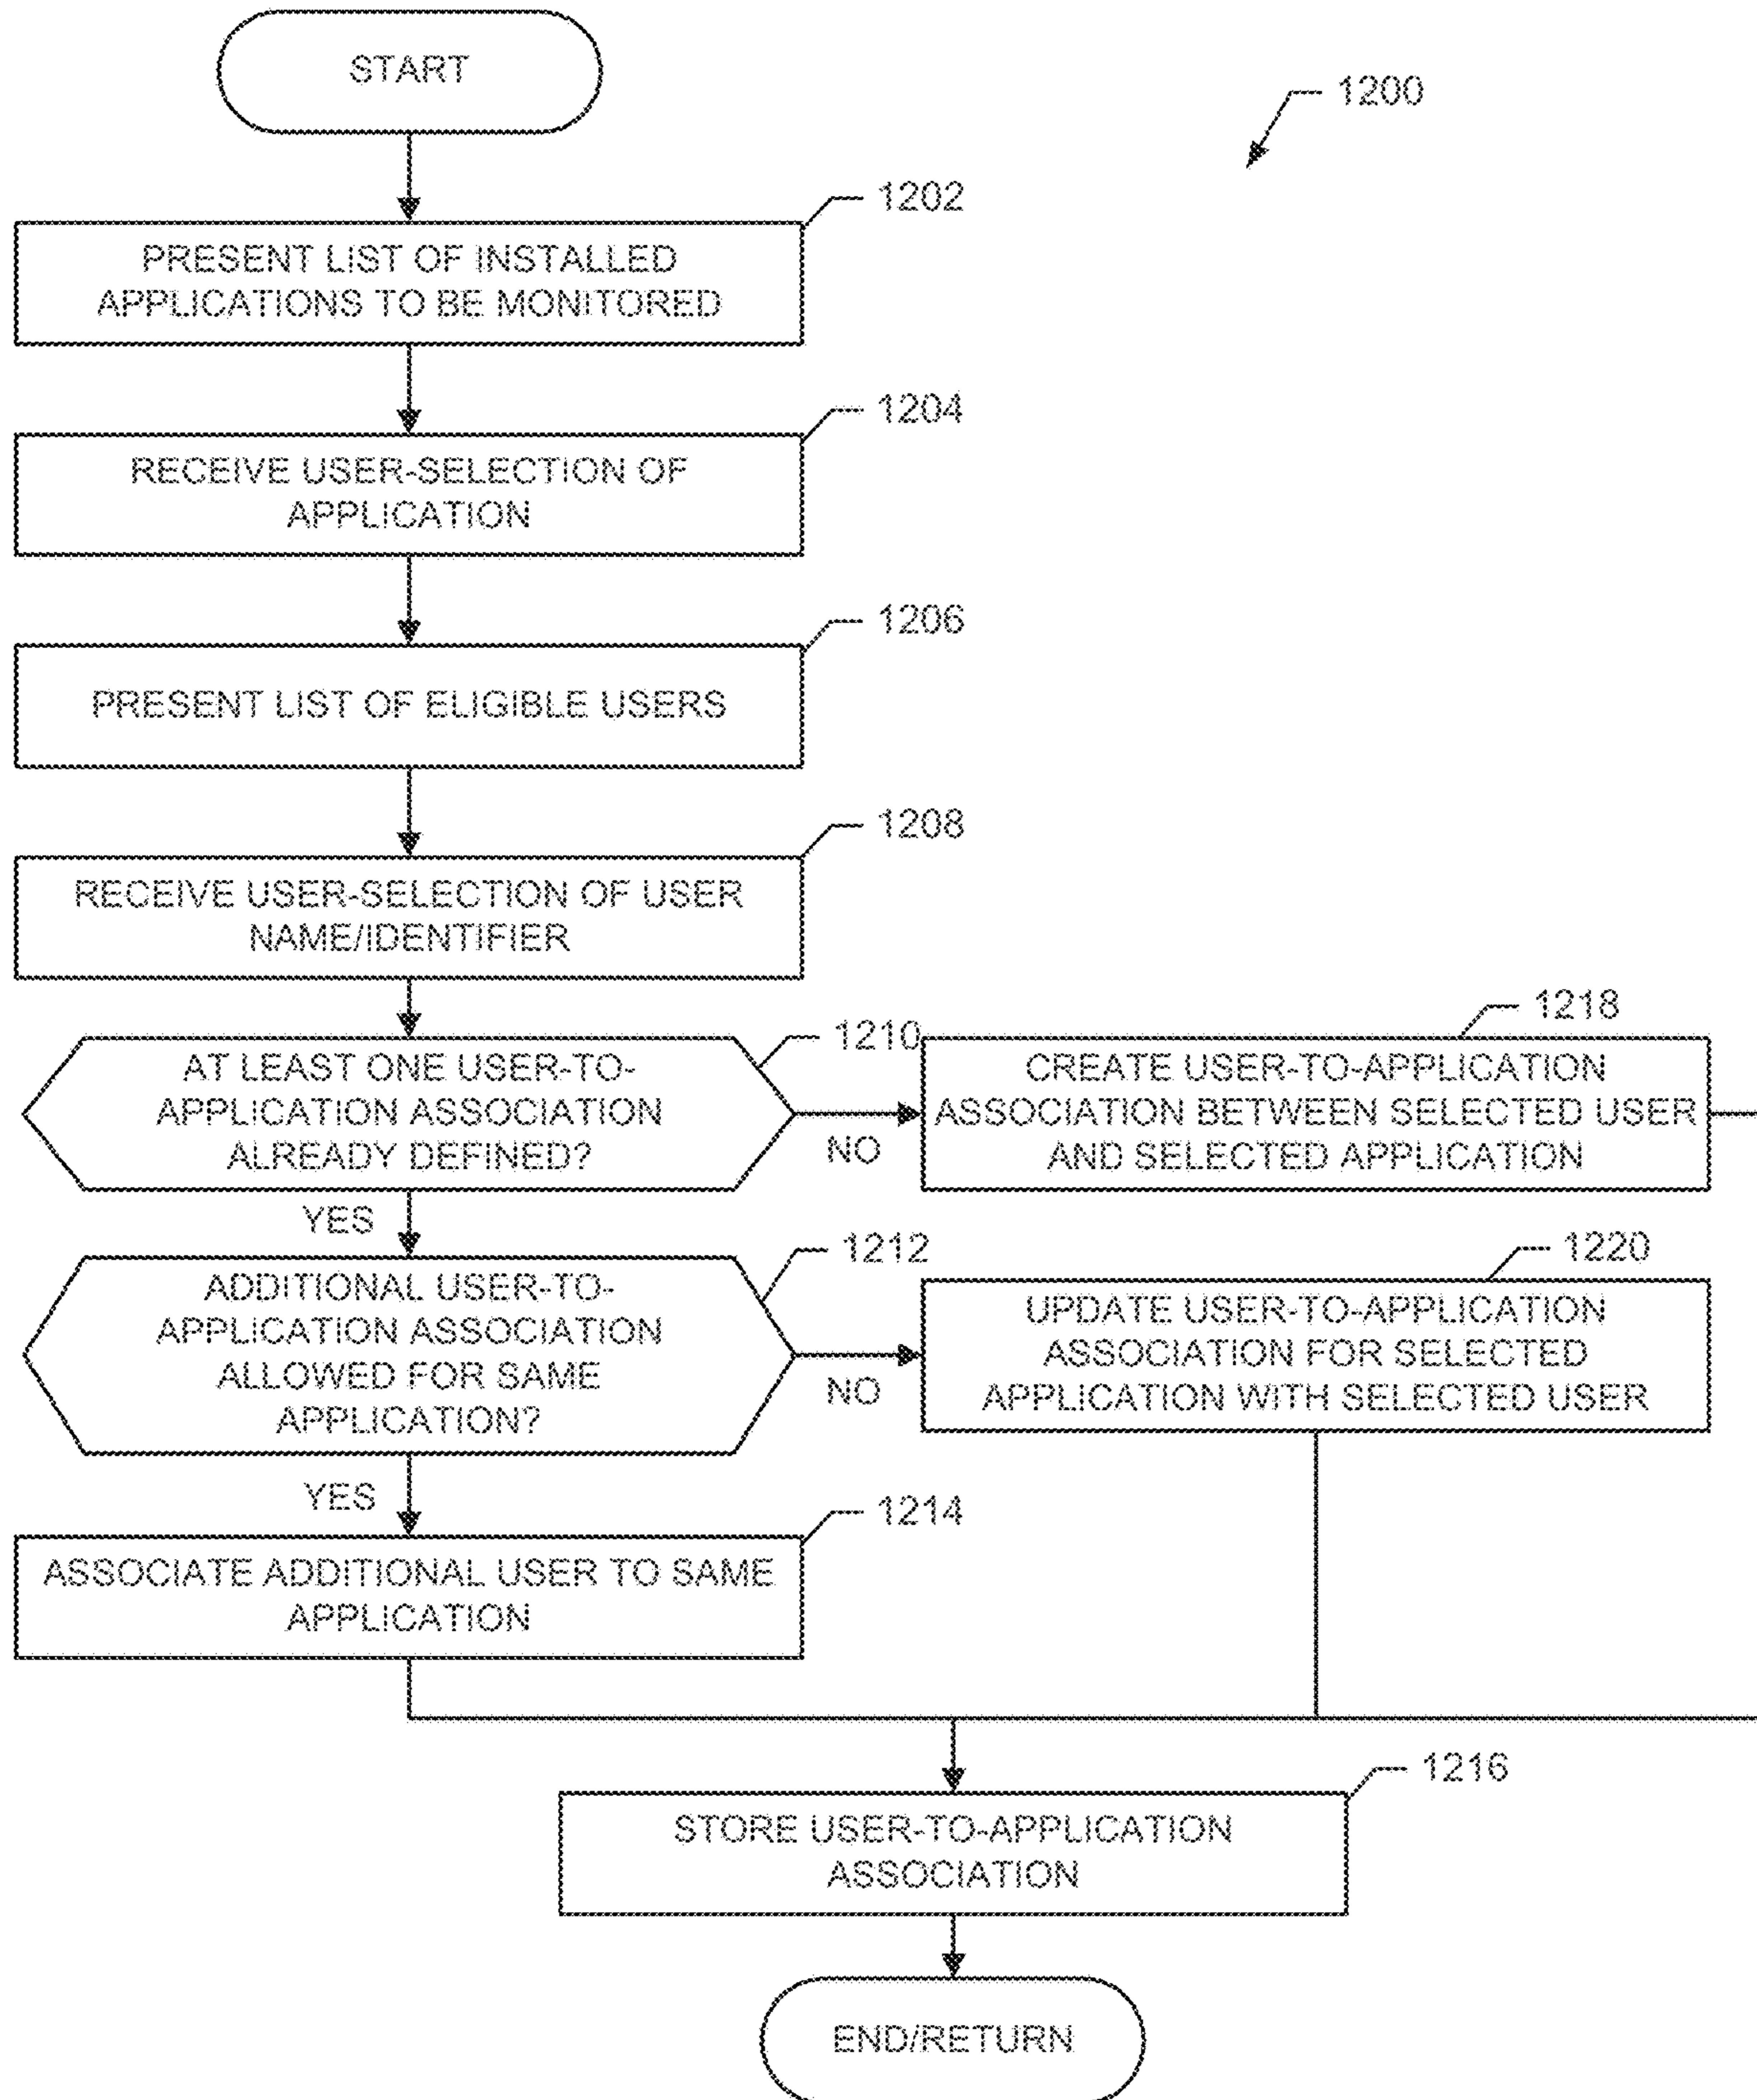 START
1200
1202
PRESENT LIST OF INSTALLED
APPLICATIONS TO BE MONITORED
1204
RECEIVE USER-SELECTION OF
APPLICATION
1206
PRESENT LIST OF ELIGIBLE USERS
1208
RECEIVE USER-SELECTION OF USER
NAME/IDENTIFIER
1210
AT LEAST ONE USER-TO-
APPLICATION ASSOCIATION
ALREADY DEFINED?
NO
1218
CREATE USER-TO-APPLICATION
ASSOCIATION BETWEEN SELECTED USER
AND SELECTED APPLICATION
YES
1212
ADDITIONAL USER-TO-
APPLICATION ASSOCIATION
ALLOWED FOR SAME
APPLICATION?
NO
1220
UPDATE USER-TO-APPLICATION
ASSOCIATION FOR SELECTED
APPLICATION WITH SELECTED USER
YES
1214
ASSOCIATE ADDITIONAL USER TO SAME
APPLICATION
1216
STORE USER-TO-APPLICATION
ASSOCIATION
END/RETURN